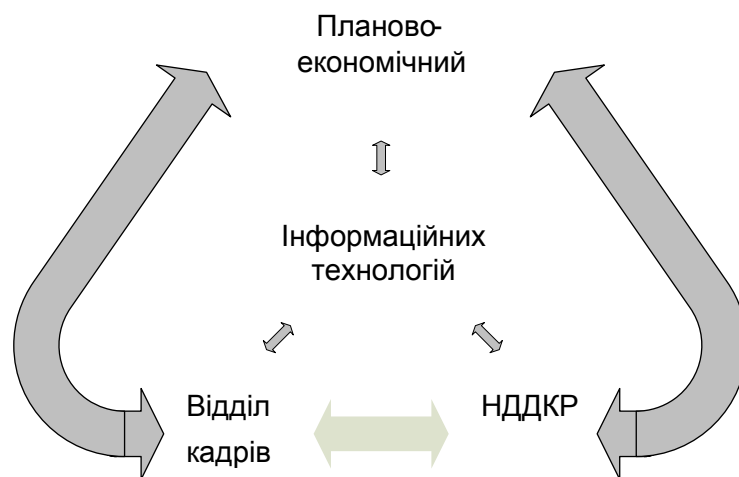 Планово-
економічний
Інформаційних
технологій
Відділ
кадрів
НДДКР